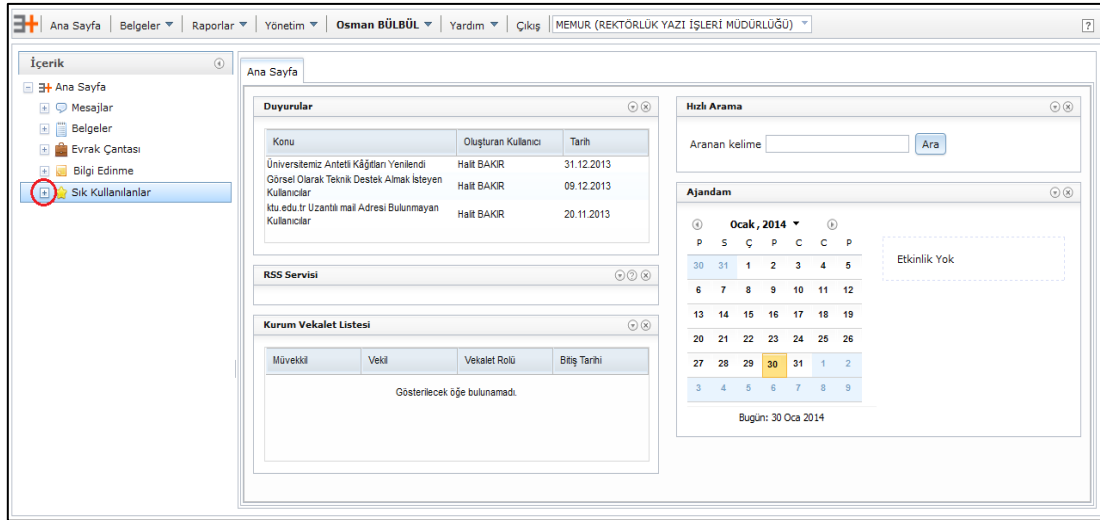 Ana Sayfa Belgeler Raporlar Yönetim Osman BÜLBÜL Yardım Çıkış MEMUR (REKTÖRLÜK YAZI İŞLERİ MÜDÜRLÜĞÜ) ?
İçerik
Ana Sayfa
Mesajlar
Belgeler
Evrak Çantası
Bilgi Edinme
Sık Kullanılanlar
Ana Sayfa
Duyurular
Konu Oluşturan Kullanıcı Tarih
Üniversitemiz Antetli Kâğıtları Yenilendi Halit BAKIR 31.12.2013
Görsel Olarak Teknik Destek Almak İsteyen
Kullanıcılar Halit BAKIR 09.12.2013
ktu.edu.tr Uzantılı mail Adresi Bulunmayan
Kullanıcılar Halit BAKIR 20.11.2013
RSS Servisi
Kurum Vekalet Listesi
Müvekkil Vekil Vekalet Rolü Bitiş Tarihi
Gösterilecek öğe bulunamadı.
Hızlı Arama
Aranan kelime Ara
Ajandam
Ocak, 2014
P S Ç P C C P
30 31 1 2 3 4 5
6 7 8 9 10 11 12
13 14 15 16 17 18 19
20 21 22 23 24 25 26
27 28 29 30 31 1 2
3 4 5 6 7 8 9
Bugün: 30 Oca 2014
Etkinlik Yok